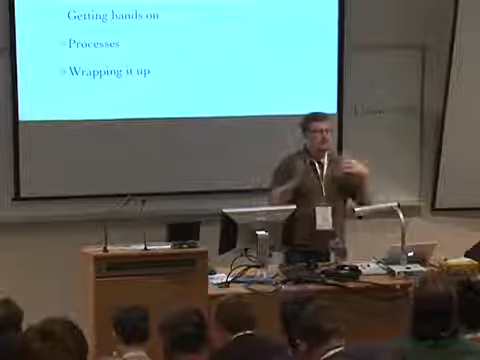 Getting hands on
Processes
Wrapping it up